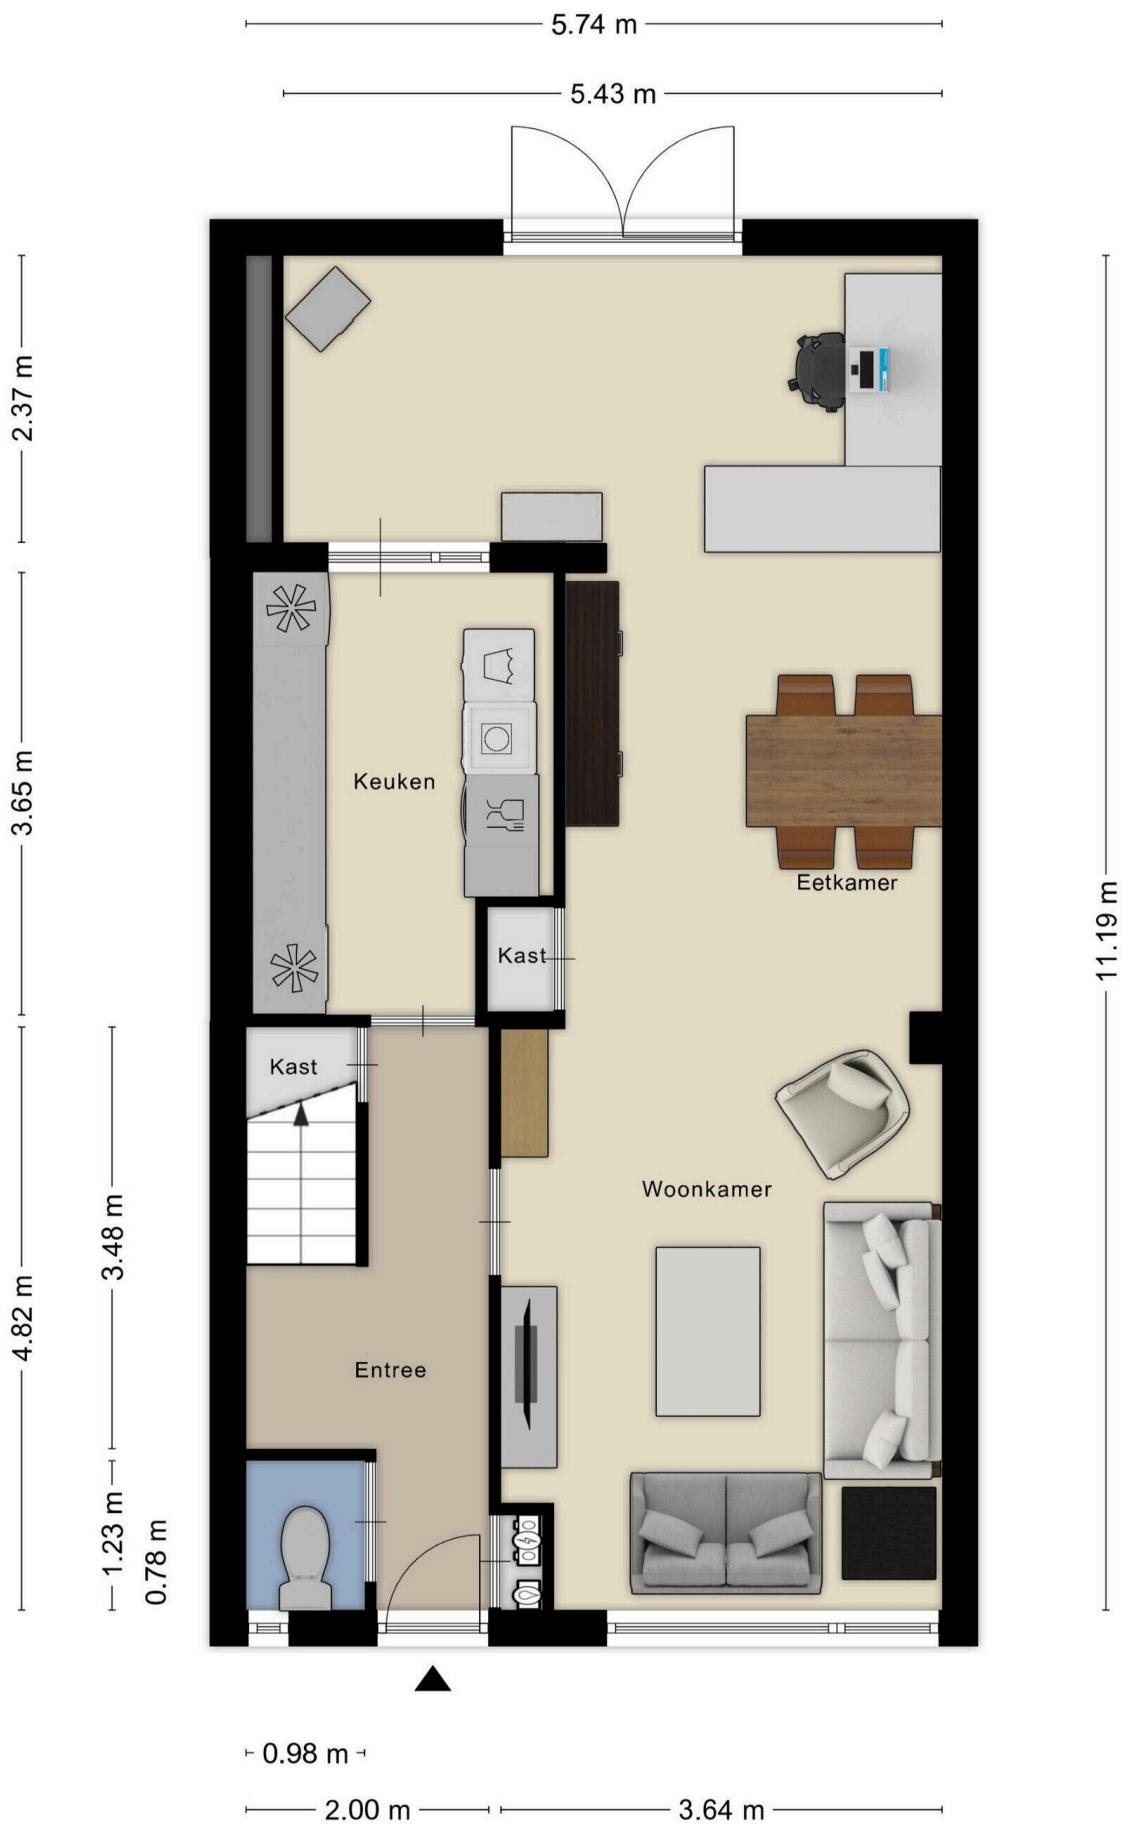 5.74 m
5.43 m
2.37 m
3.65 m
Keuken
Eetkamer
11.19 m
Kast
Kast
3.48 m
4.82 m
Woonkamer
Entree
1.23 m
0.78 m
0.98 m
2.00 m
3.64 m